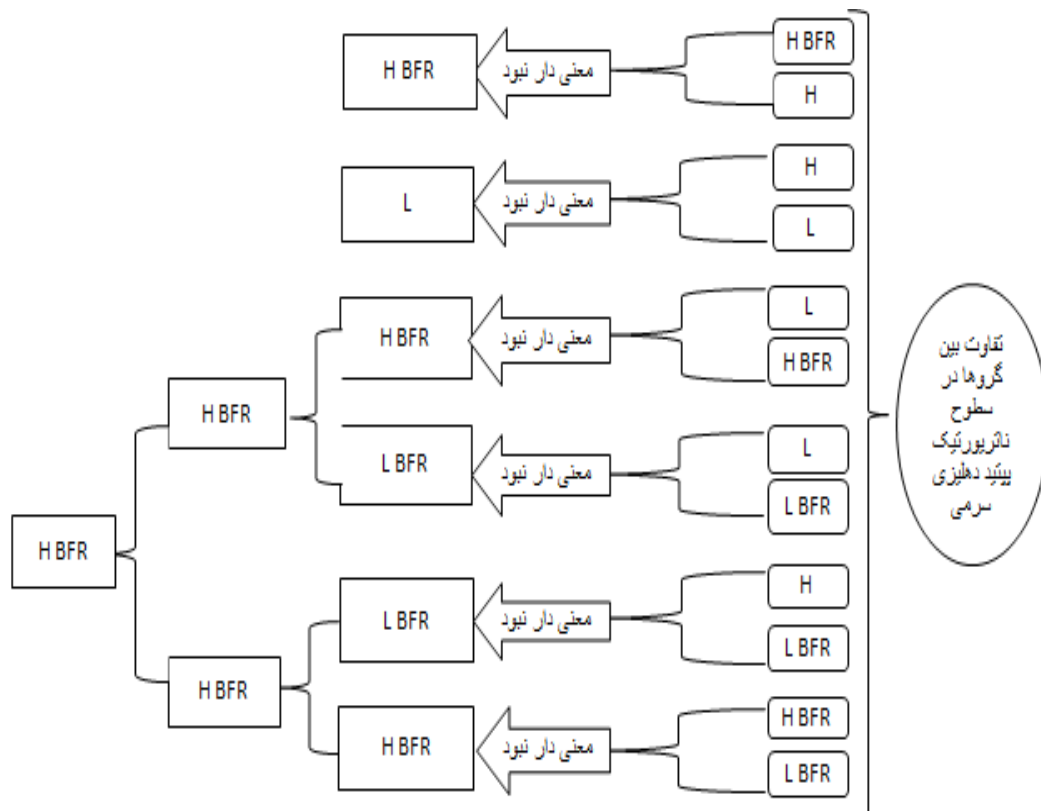 H BFR
H
معنی دار نبود
H BFR
H
L
معنی دار نبود
L
L
H BFR
معنی دار نبود
H BFR
L
L BFR
معنی دار نبود
L BFR
H BFR
H
L BFR
معنی دار نبود
L BFR
H BFR
L BFR
معنی دار نبود
H BFR
H BFR
H BFR
تفاوت بین
گروها در
سطوح
ناتریورتیک
پپتید دهلیزی
سرمی